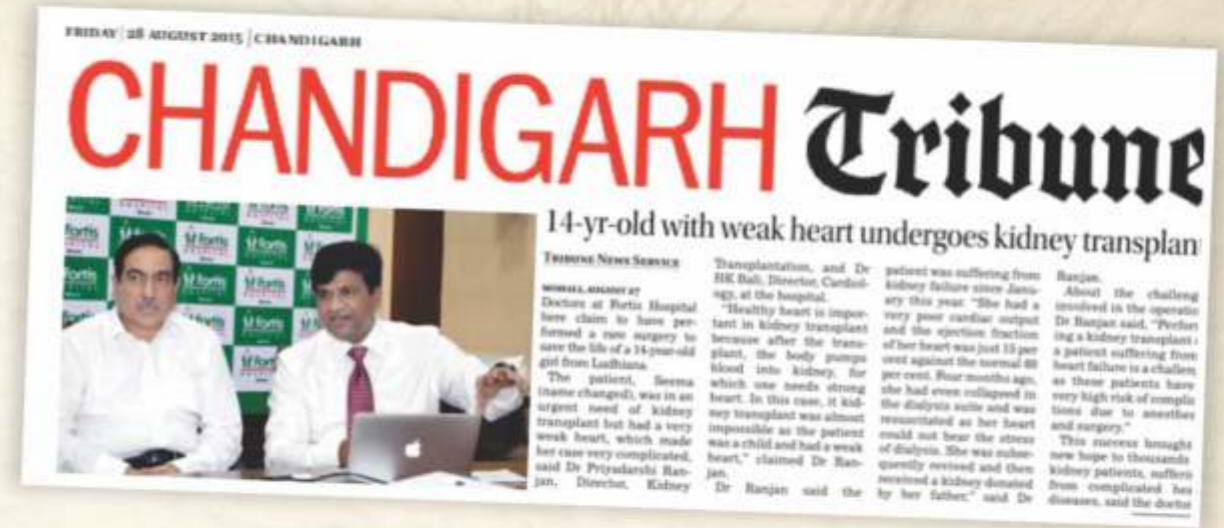 FRIDAY | 28 AUGUST 2015 | CHANDIGARH
CHANDIGARH Tribune
14-yr-old with weak heart undergoes kidney transplan
TRIBUNE NEWS SERVICE
MOHALI, AUGUST 27
Doctors at Fortis Hospital
here claim to have per-
formed a rare surgery to
save the life of a 14-year-old
girl from Ludhiana.
The patient, Seema
(name changed), was in an
urgent need of kidney
transplant but had a very
weak heart, which made
her case very complicated,
said Dr Priyadarshi Ran-
jan, Director, Kidney
Transplantation, and Dr
HK Bali, Director, Cardiol-
ogy, at the hospital.
"Healthy heart is impor-
tant in kidney transplant
because after the trans-
plant, the body pumps
blood into kidney, for
which one needs strong
heart. In this case, it kid-
ney transplant was almost
impossible as the patient
was a child and had a weak
heart," claimed Dr Ran-
jan.
Dr Ranjan said the
patient was suffering from
kidney failure since Janu-
ary this year. "She had a
very poor cardiac output
and the ejection fraction
of her heart was just 15 per
cent against the normal 60
per cent. Four months ago,
she had even collapsed in
the dialysis suite and was
resuscitated as her heart
could not bear the stress
of dialysis. She was subse-
quently revived and then
received a kidney donated
by her father," said Dr
Ranjan.
About the challeng
involved in the operatio
Dr Ranjan said, "Perfor
ing a kidney transplant
a patient suffering from
heart failure is a challen
as these patients have
very high risk of complic
tions due to anesthes
and surgery."
This success brought
new hope to thousands
kidney patients, sufferin
from complicated hea
diseases, said the doctor
fortis